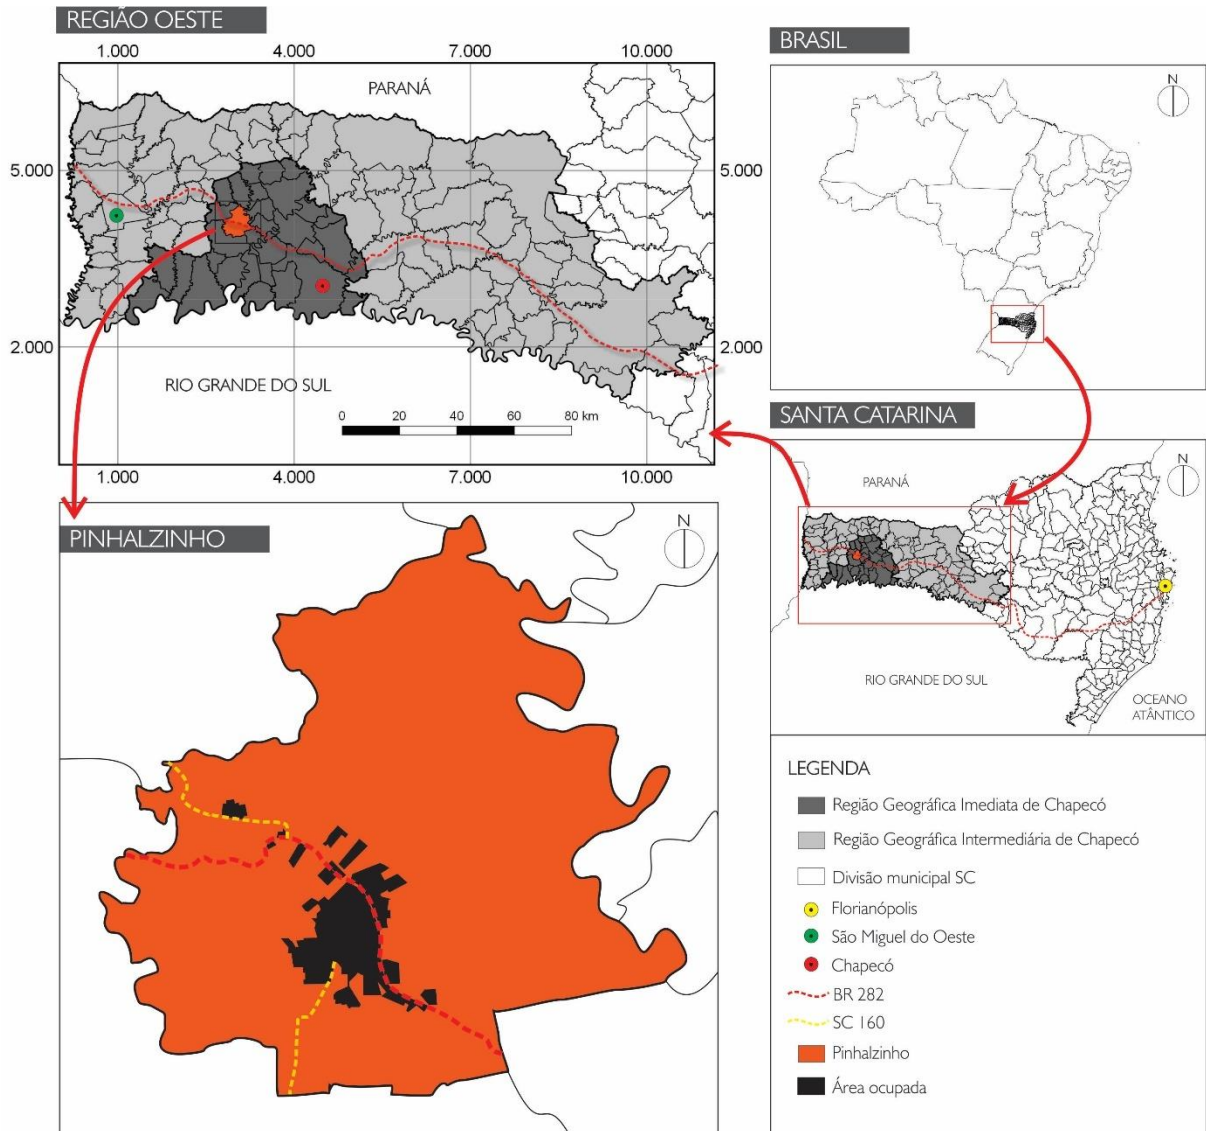 REGIÃO OESTE
1.000 4.000 7.000 10.000
PARANÁ
5.000 5.000
2.000 2.000
RIO GRANDE DO SUL
0 20 40 60 80 km
1.000 4.000 7.000 10.000
BRASIL
N
SANTA CATARINA
N
PARANÁ
RIO GRANDE DO SUL
OCEANO
ATÂNTICO
PINHALZINHO
N
LEGENDA
Região Geográfica Imediata de Chapecó
Região Geográfica Intermediária de Chapecó
Divisão municipal SC
Florianópolis
São Miguel do Oeste
Chapecó
BR 282
SC 160
Pinhalzinho
Área ocupada